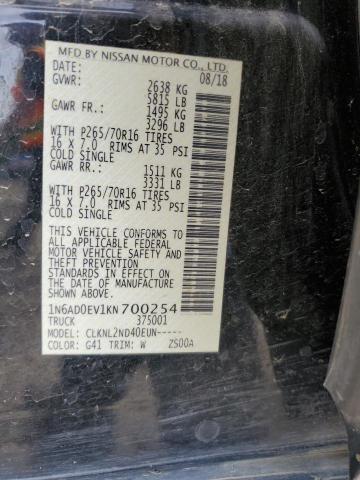 MFD BY NISSAN MOTOR CO., LTD.
DATE: 08/18
GVWR: 2638 KG
5815 LB
GAWR FR.: 1495 KG
3296 LB
WITH P265/70R16 TIRES
16 X 7.0 RIMS AT 35 PSI
COLD SINGLE
GAWR RR.: 1511 KG
3331 LB
WITH P265/70R16 TIRES
16 X 7.0 RIMS AT 35 PSI
COLD SINGLE
THIS VEHICLE CONFORMS TO
ALL APPLICABLE FEDERAL
MOTOR VEHICLE SAFETY
STANDARDS IN EFFECT ON
THE DATE OF MANUFACTURE
SHOWN ABOVE.
1N6AD0EV1KN700254
TRUCK 375001
MODEL: CLKNL2ND40EUN-----
COLOR: G41 TRIM: W ZS00A